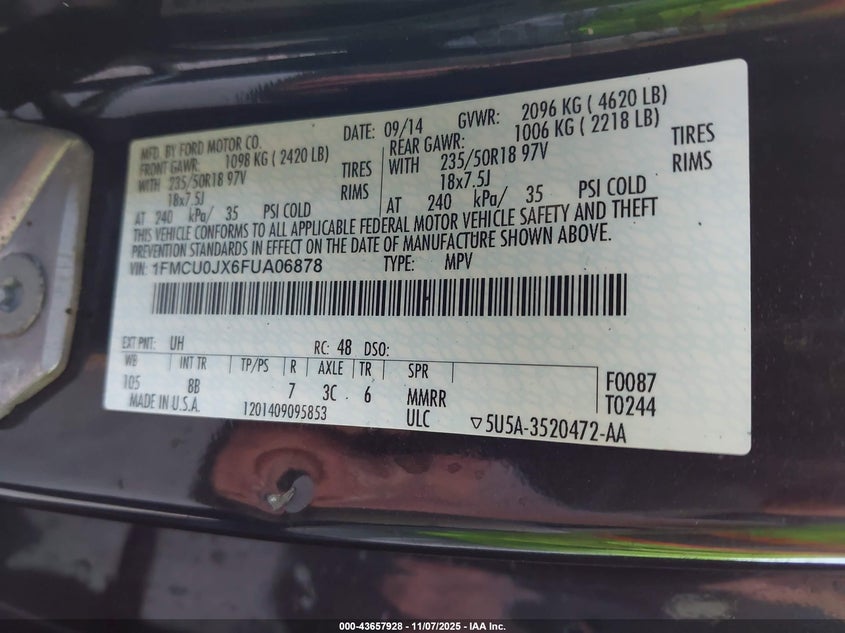 MFD. BY FORD MOTOR CO. DATE: 09/14 GVWR: 2096 KG ( 4620 LB)
FRONT GAWR: 1098 KG ( 2420 LB) REAR GAWR: 1006 KG ( 2218 LB)
WITH 235/50R18 97V TIRES WITH 235/50R18 97V TIRES
18x7.5J RIMS 18x7.5J RIMS
AT 240 kPa/ 35 PSI COLD AT 240 kPa/ 35 PSI COLD
THIS VEHICLE CONFORMS TO ALL APPLICABLE FEDERAL MOTOR VEHICLE SAFETY AND THEFT
PREVENTION STANDARDS IN EFFECT ON THE DATE OF MANUFACTURE SHOWN ABOVE.
VIN: 1FMCU0JX6FUA06878 TYPE: MPV
EXT PNT: UH RC: 48 DSO:
WB INT TR TP/PS R AXLE TR SPR
105 8B 7 3C 6 MMRR F0087
MADE IN U.S.A. 1201409095853 ULC T0244
5U5A-3520472-AA
000-43657928 - 11/07/2025 - IAA Inc.